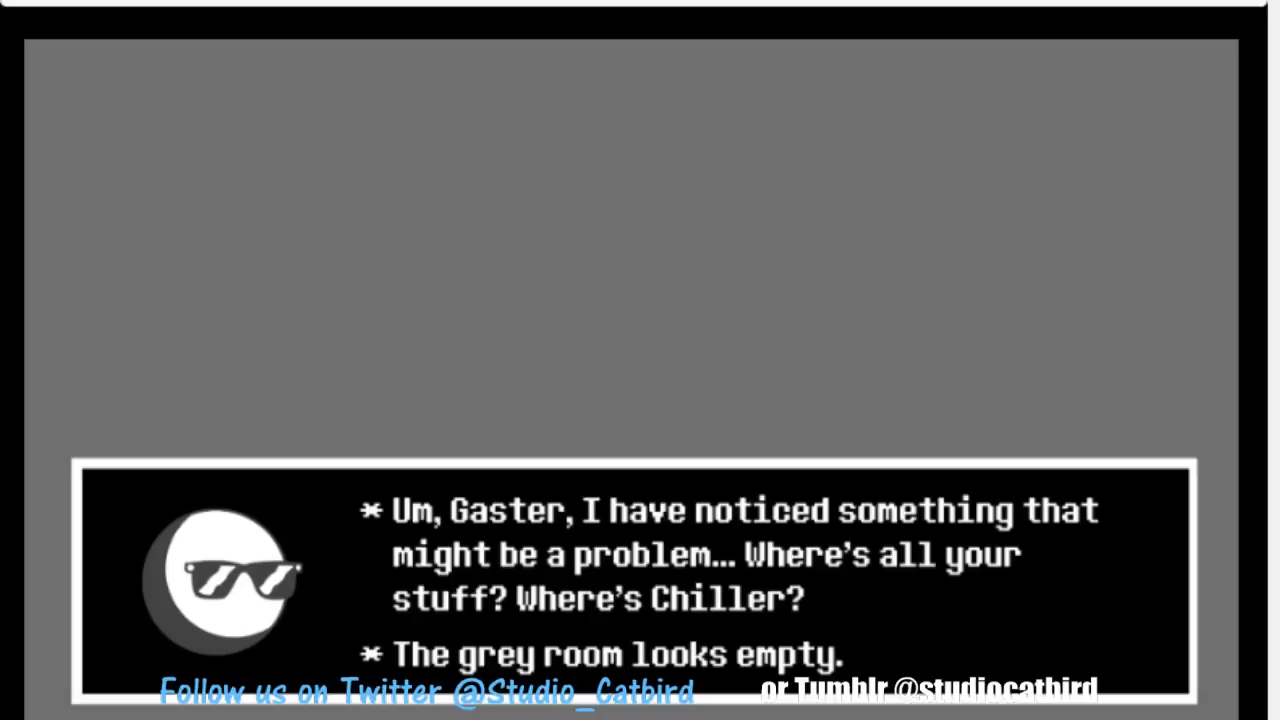 * Um, Gaster, I have noticed something that
might be a problem... Where's all your
stuff? Where's Chiller?
* The grey room looks empty.
Follow us on Twitter @Studio_Catbird or Tumblr @studiocatbird